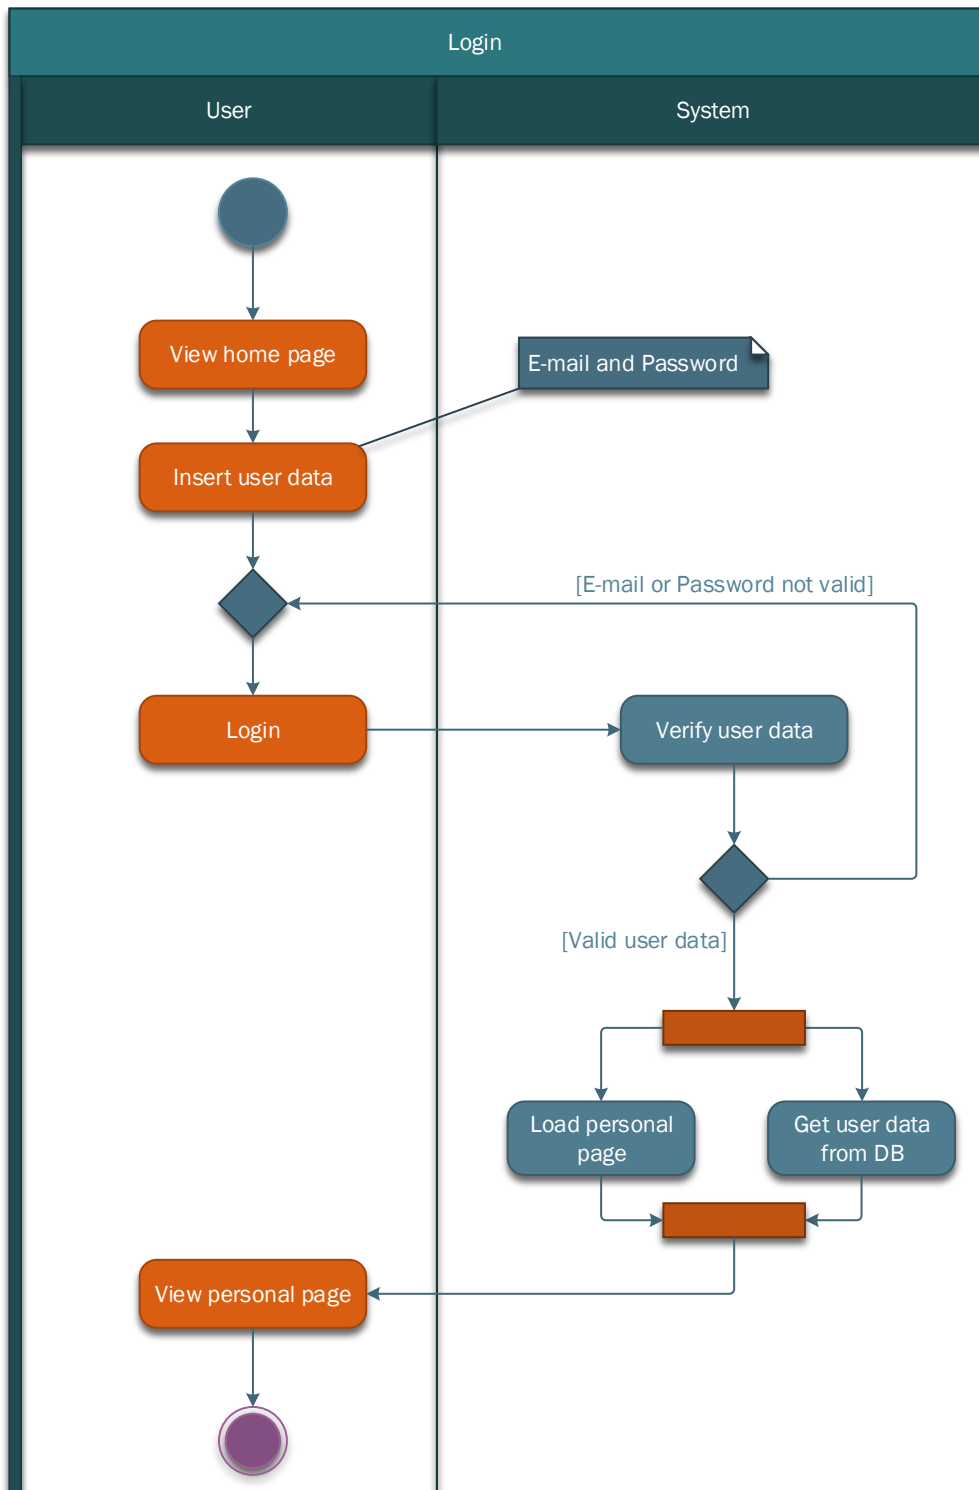 Login
User
System
View home page
E-mail and Password
Insert user data
[E-mail or Password not valid]
Login
Verify user data
[Valid user data]
Load personal
page
Get user data
from DB
View personal page